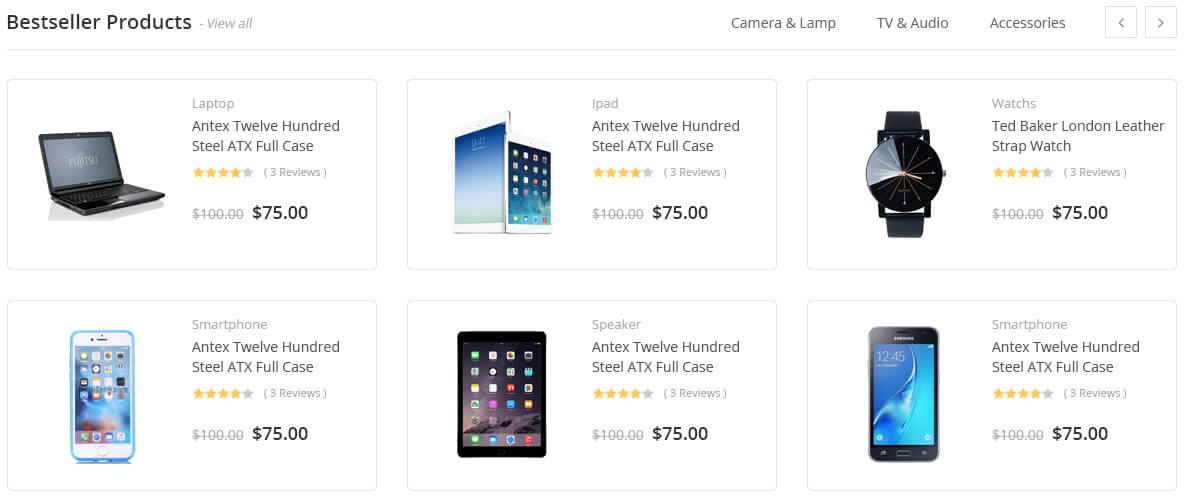 Bestseller Products - View all
Camera & Lamp TV & Audio Accessories
Laptop
Antex Twelve Hundred
Steel ATX Full Case
( 3 Reviews )
$100.00 $75.00
FUJITSU
Ipad
Antex Twelve Hundred
Steel ATX Full Case
( 3 Reviews )
$100.00 $75.00
9:41
Watchs
Ted Baker London Leather
Strap Watch
( 3 Reviews )
$100.00 $75.00
Smartphone
Antex Twelve Hundred
Steel ATX Full Case
( 3 Reviews )
$100.00 $75.00
Speaker
Antex Twelve Hundred
Steel ATX Full Case
( 3 Reviews )
$100.00 $75.00
Smartphone
Antex Twelve Hundred
Steel ATX Full Case
( 3 Reviews )
$100.00 $75.00
SAMSUNG
12:45